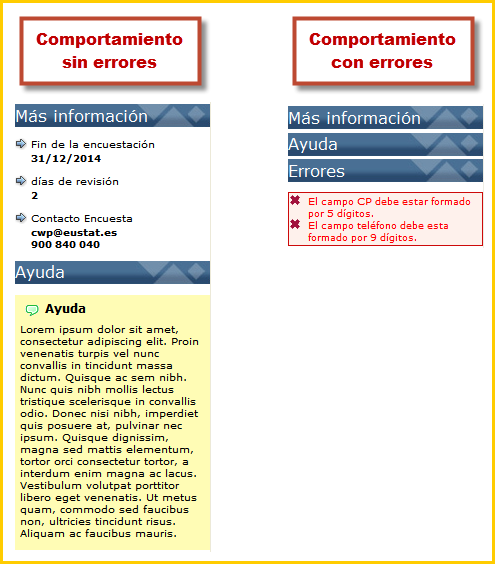 Comportamiento
sin errores
Más información
Fin de la encuestación
31/12/2014
días de revisión
2
Contacto Encuesta
cwp@eustat.es
900 840 040
Ayuda
Ayuda
Lorem ipsum dolor sit amet,
consectetur adipiscing elit. Proin
venenatis turpis vel nunc
convallis in tincidunt massa
dictum. Quisque ac sem nibh.
Nunc quis nibh mollis lectus
tristique scelerisque in convallis
odio. Donec nisi nibh, imperdiet
quis posuere at, pulvinar nec
ipsum. Quisque dignissim,
magna sed mattis elementum,
tortor orci consectetur tortor, a
interdum enim magna ac lacus.
Vestibulum volutpat porttitor
libero eget venenatis. Ut metus
quam, commodo sed faucibus
non, ultricies tincidunt risus.
Aliquam ac faucibus mauris.
Comportamiento
con errores
Más información
Ayuda
Errores
El campo CP debe estar formado
por 5 dígitos.
El campo teléfono debe esta
formado por 9 dígitos.